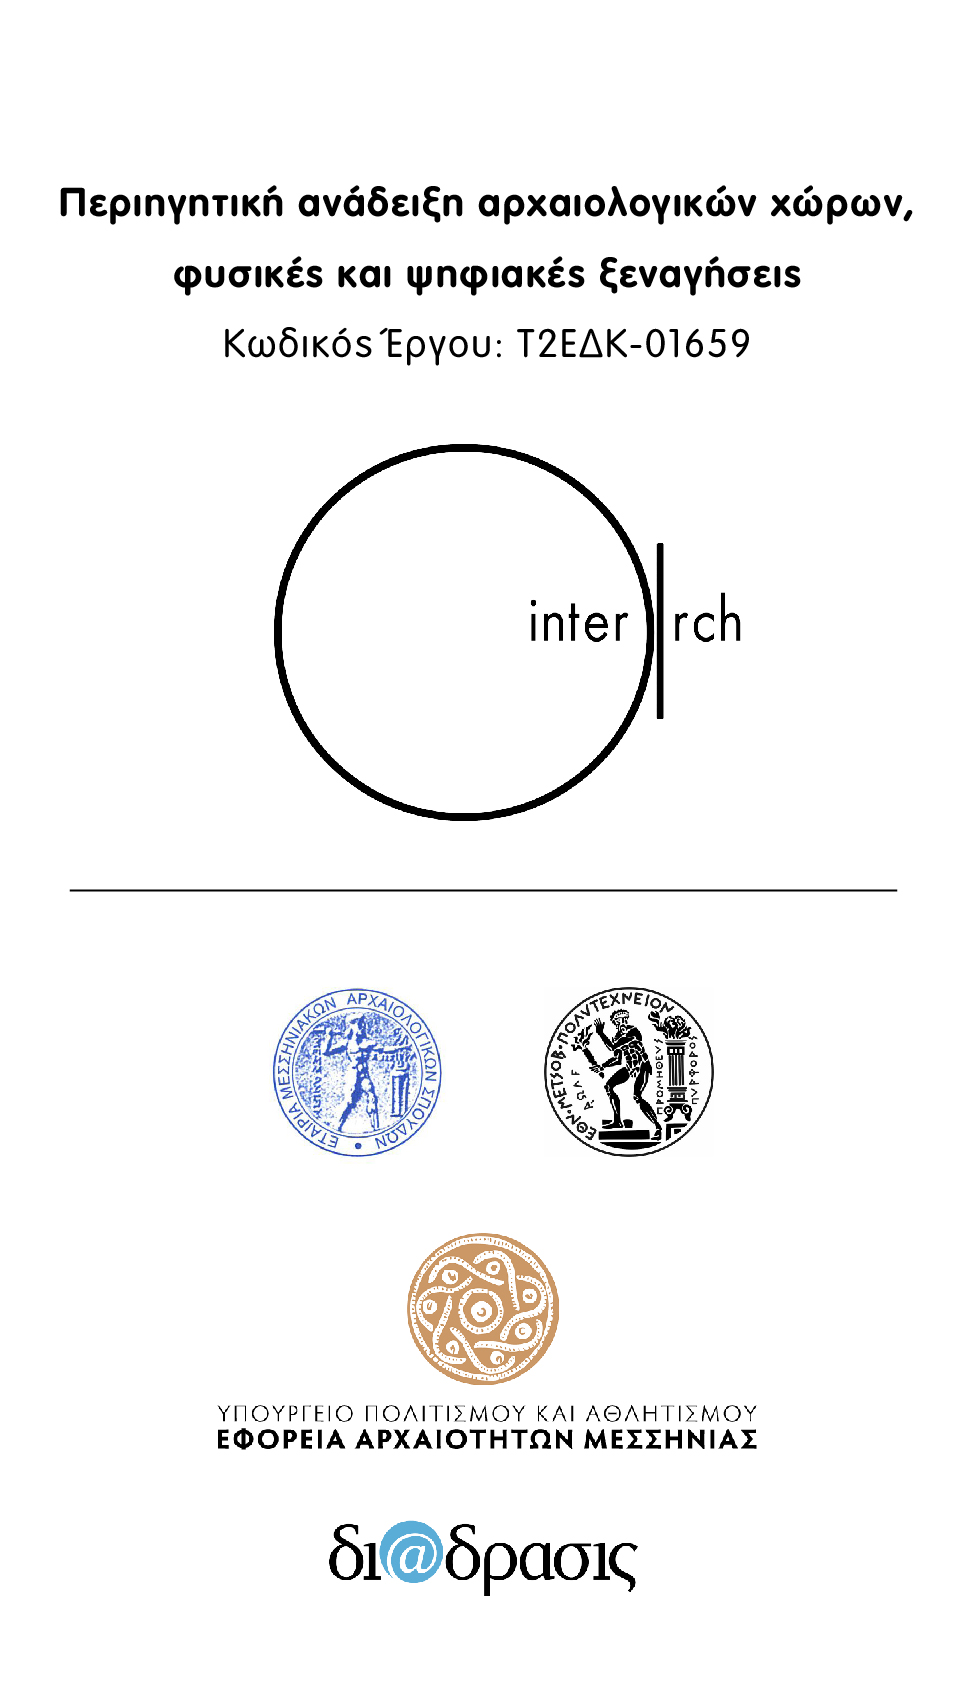 Περιηγητική ανάδειξη αρχαιολογικών χώρων,
φυσικές και ψηφιακές ξεναγήσεις
Κωδικός Έργου: Τ2ΕΔΚ-01659
inter rch
ΕΤΑΙΡΙΑ ΜΕΣΣΗΝΙΑΚΩΝ ΑΡΧΑΙΟΛΟΓΙΚΩΝ ΣΠΟΥΔΩΝ
ΕΘΝ·ΜΕΤΣΟΒ·ΠΟΛΥΤΕΧΝΕΙΟΝ
ΠΡΟΜΗΘΕΥΣ
ΠΥΡΦΟΡΟΣ
ΥΠΟΥΡΓΕΙΟ ΠΟΛΙΤΙΣΜΟΥ ΚΑΙ ΑΘΛΗΤΙΣΜΟΥ
ΕΦΟΡΕΙΑ ΑΡΧΑΙΟΤΗΤΩΝ ΜΕΣΣΗΝΙΑΣ
δι@δρασις